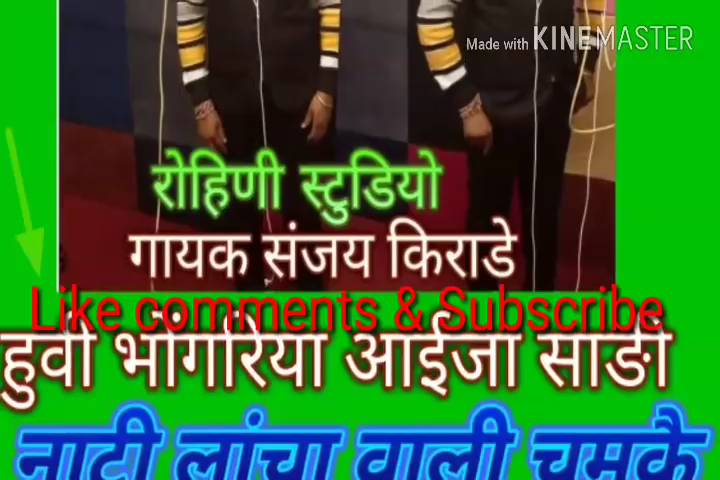 Made with KINEMASTER
रोहिणी स्टुडियो
गायक संजय किराडे
Like comments & Subscribe
हुवी भोंगरिया आईजा साडी
नाटी लांचा वाली चमकै